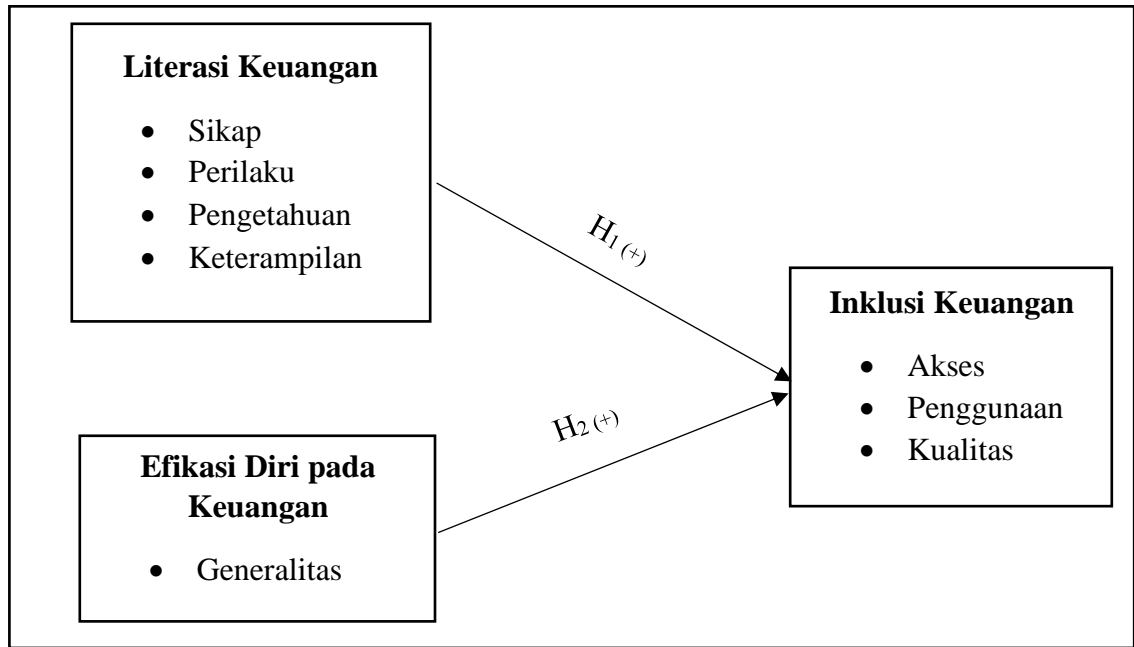 Literasi Keuangan
• Sikap
• Perilaku
• Pengetahuan
• Keterampilan
H1 (+)
Inklusi Keuangan
• Akses
• Penggunaan
• Kualitas
H2 (+)
Efikasi Diri pada
Keuangan
• Generalitas